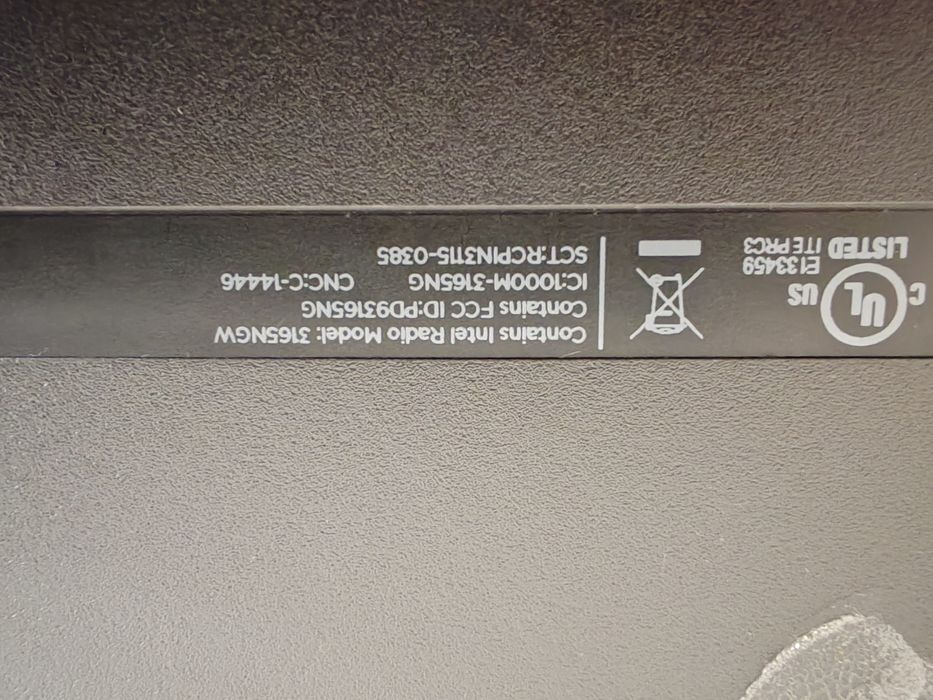 C UL US
LISTED
E133459
ITE PRC3
Contains Intel Radio Model: 3165NGW
Contains FCC ID:PD93165NG
IC:1000M-3165NG CNC:C-14446
SCT:RCPIN3115-0385